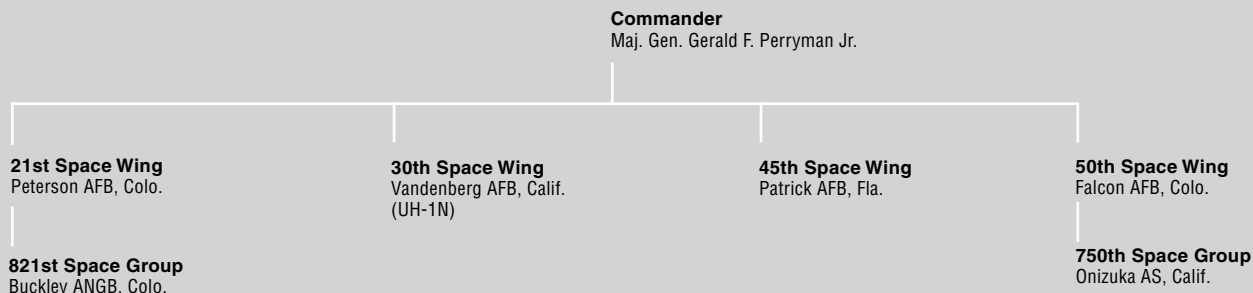 Commander
Maj. Gen. Gerald F. Perryman Jr.
21st Space Wing
Peterson AFB, Colo.
30th Space Wing
Vandenberg AFB, Calif.
(UH-1N)
45th Space Wing
Patrick AFB, Fla.
50th Space Wing
Falcon AFB, Colo.
821st Space Group
Buckley ANGB, Colo.
750th Space Group
Onizuka AS, Calif.